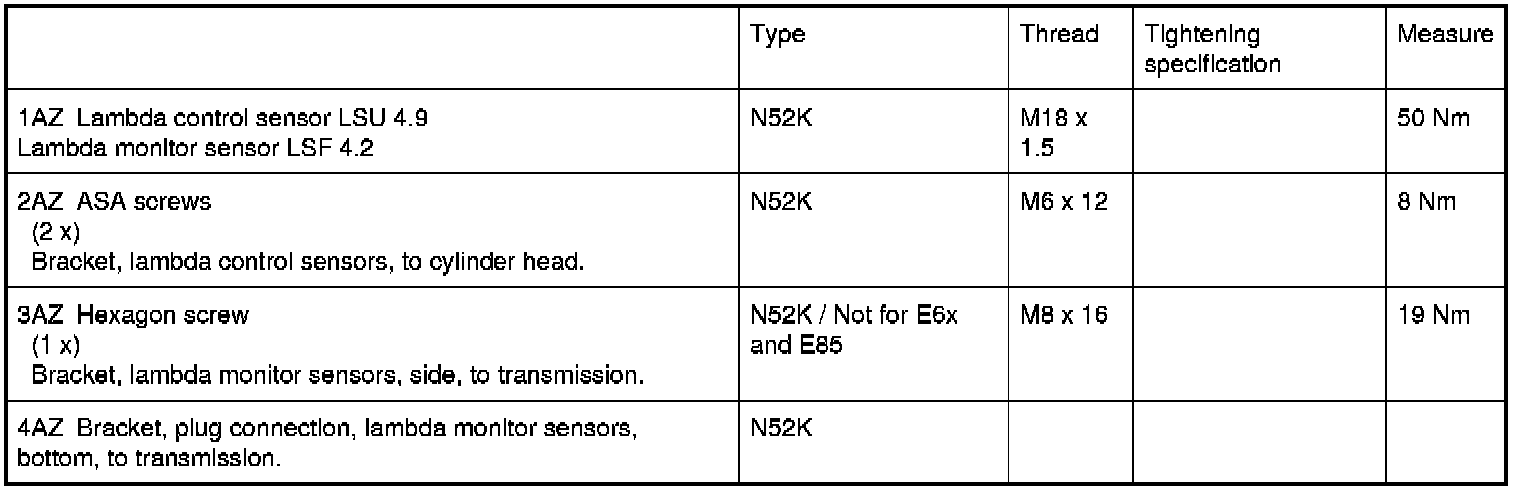 Type Thread Tightening Measure
specification
1AZ Lambda control sensor LSU 4.9 N52K M18 x 50 Nm
Lambda monitor sensor LSF 4.2 1.5
2AZ ASA screws N52K M6 x 12 8 Nm
(2 x)
Bracket, lambda control sensors, to cylinder head.
3AZ Hexagon screw N52K / Not for E6x M8 x 16 19 Nm
(1 x) and E85
Bracket, lambda monitor sensors, side, to transmission.
4AZ Bracket, plug connection, lambda monitor sensors, N52K
bottom, to transmission.